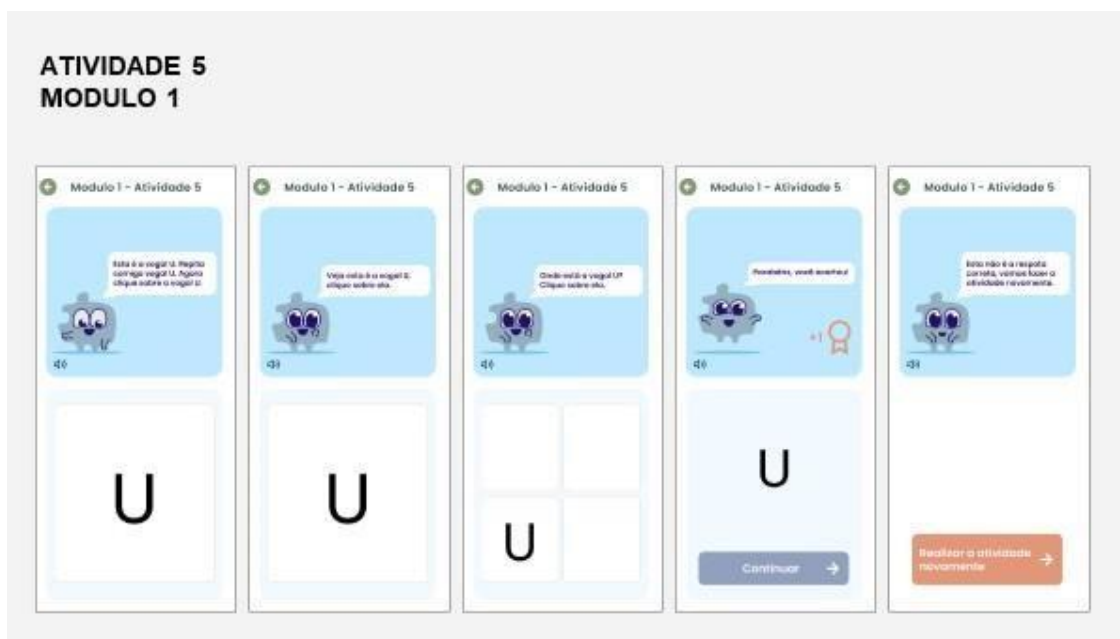 ATIVIDADE 5
MODULO 1
Modulo 1 - Atividade 5
Esta é a vogal U. Repita
comigo vogal U. Agora
clique sobre a vogal U
U
Modulo 1 - Atividade 5
Veja esta é a vogal U,
clique sobre ela.
U
Modulo 1 - Atividade 5
Onde está a vogal U?
Clique sobre ela.
U
Modulo 1 - Atividade 5
Parabéns, você acertou!
+1
U
Continuar
Modulo 1 - Atividade 5
Esta não é a resposta
correta, vamos fazer a
atividade novamente.
Realizar a atividade
novamente